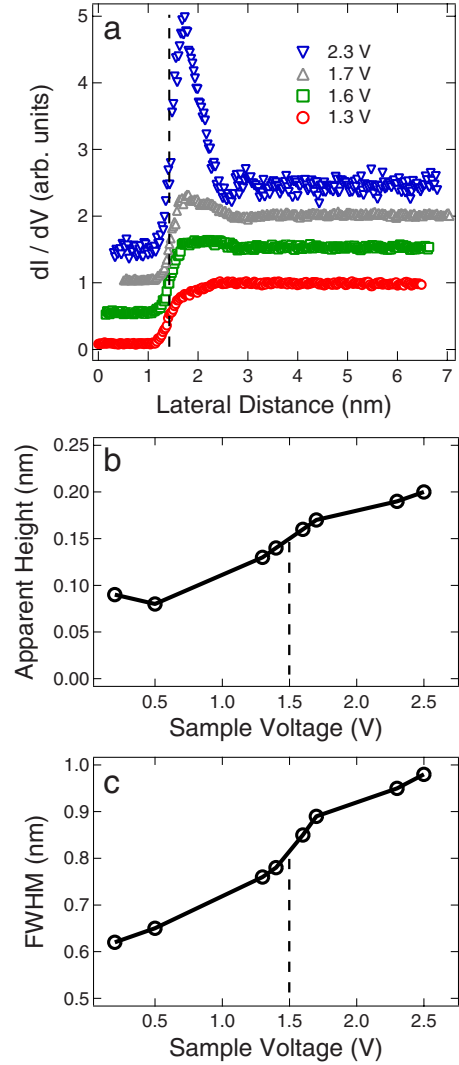 a
2.3 V
1.7 V
1.6 V
1.3 V
5
4
3
2
1
0
dI / dV (arb. units)
0 1 2 3 4 5 6 7
Lateral Distance (nm)
b
0.25
0.20
0.15
0.10
0.05
0.00
Apparent Height (nm)
0.5 1.0 1.5 2.0 2.5
Sample Voltage (V)
c
1.0
0.9
0.8
0.7
0.6
0.5
FWHM (nm)
0.5 1.0 1.5 2.0 2.5
Sample Voltage (V)